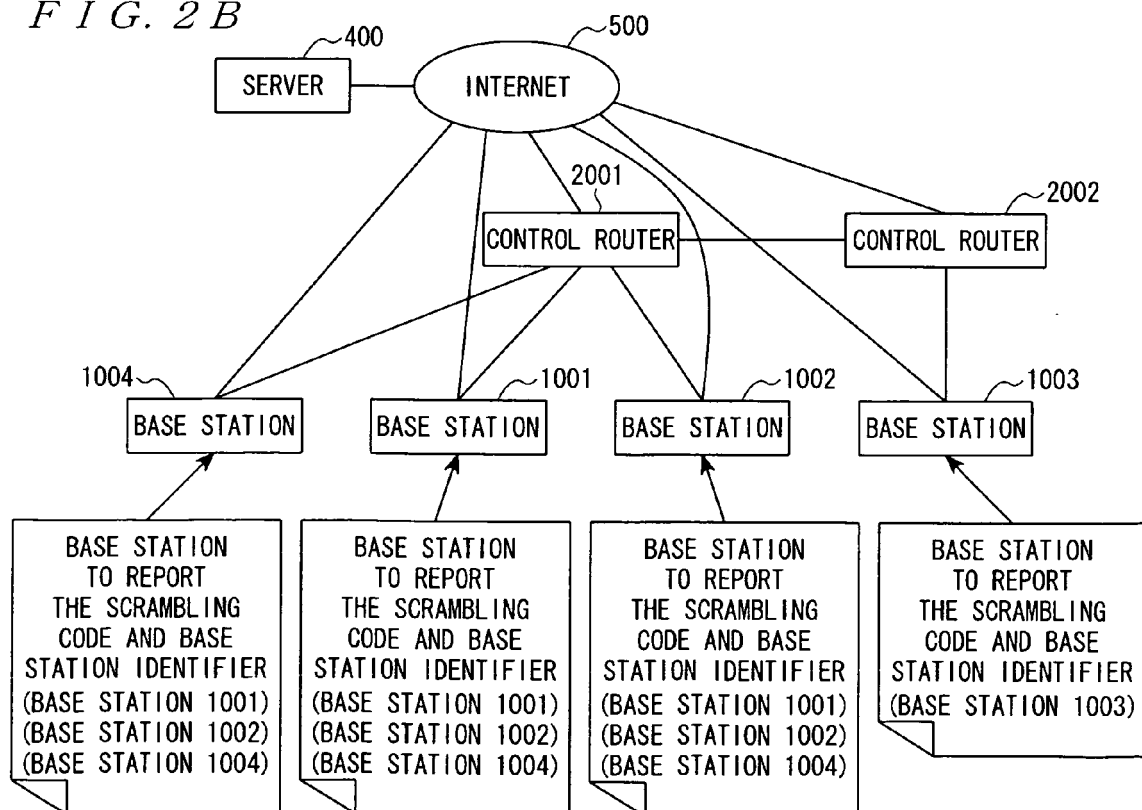 FIG. 2B
400
500
SERVER
INTERNET
2001
2002
CONTROL ROUTER
CONTROL ROUTER
1004
1001
1002
1003
BASE STATION
BASE STATION
BASE STATION
BASE STATION
BASE STATION
TO REPORT
THE SCRAMBLING
CODE AND BASE
STATION IDENTIFIER
(BASE STATION 1001)
(BASE STATION 1002)
(BASE STATION 1004)
BASE STATION
TO REPORT
THE SCRAMBLING
CODE AND BASE
STATION IDENTIFIER
(BASE STATION 1001)
(BASE STATION 1002)
(BASE STATION 1004)
BASE STATION
TO REPORT
THE SCRAMBLING
CODE AND BASE
STATION IDENTIFIER
(BASE STATION 1001)
(BASE STATION 1002)
(BASE STATION 1004)
BASE STATION
TO REPORT
THE SCRAMBLING
CODE AND BASE
STATION IDENTIFIER
(BASE STATION 1003)